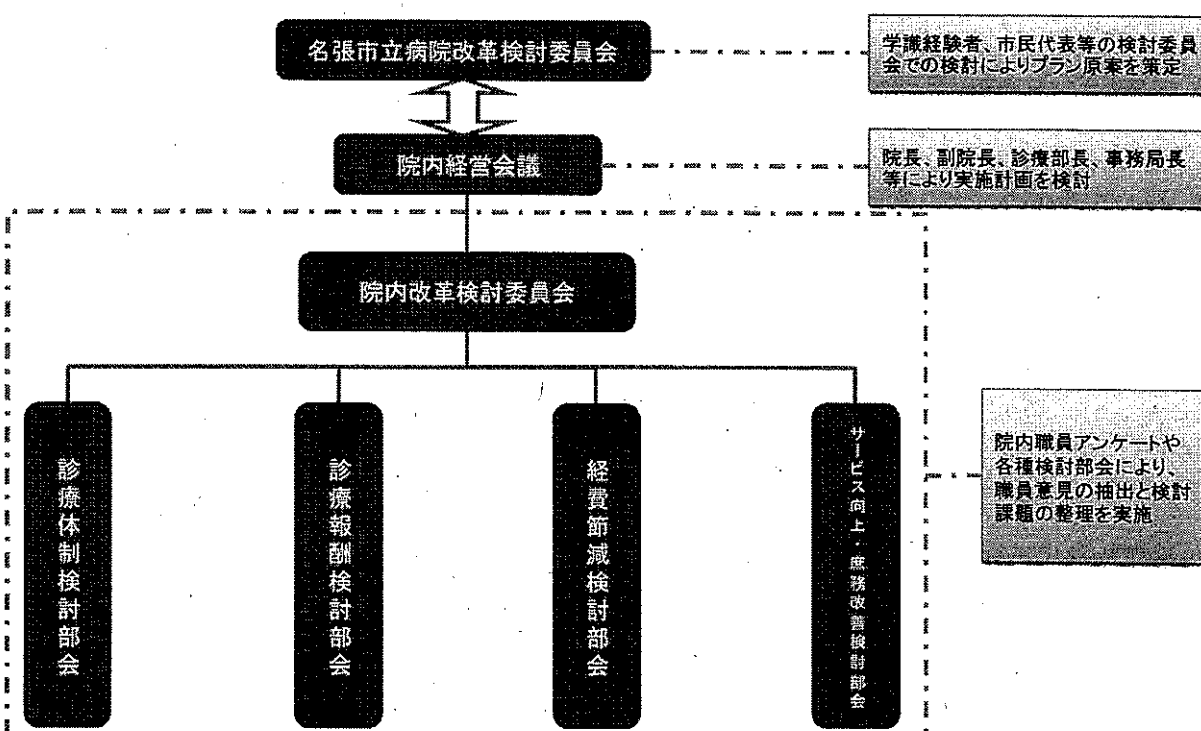 名張市立病院改革検討委員会
学識経験者、市民代表等の検討委員
会での検討によりプラン原案を策定
院内経営会議
院長、副院長、診療部長、事務局長
等により実施計画を検討
院内改革検討委員会
診療体制検討部会
診療報酬検討部会
経費節減検討部会
サービス向上・庶務改善検討部会
院内職員アンケートや
各種検討部会により、
職員意見の抽出と検討
課題の整理を実施